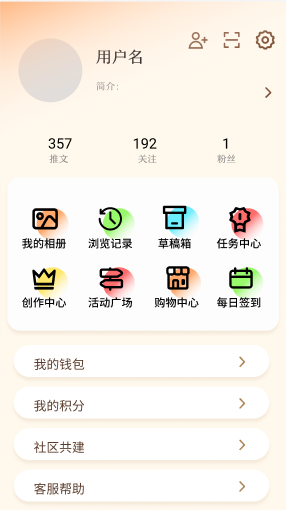 用户名
简介：
357 192 1
推文 关注 粉丝
我的相册 浏览记录 草稿箱 任务中心
创作中心 活动广场 购物中心 每日签到
我的钱包
我的积分
社区共建
客服帮助